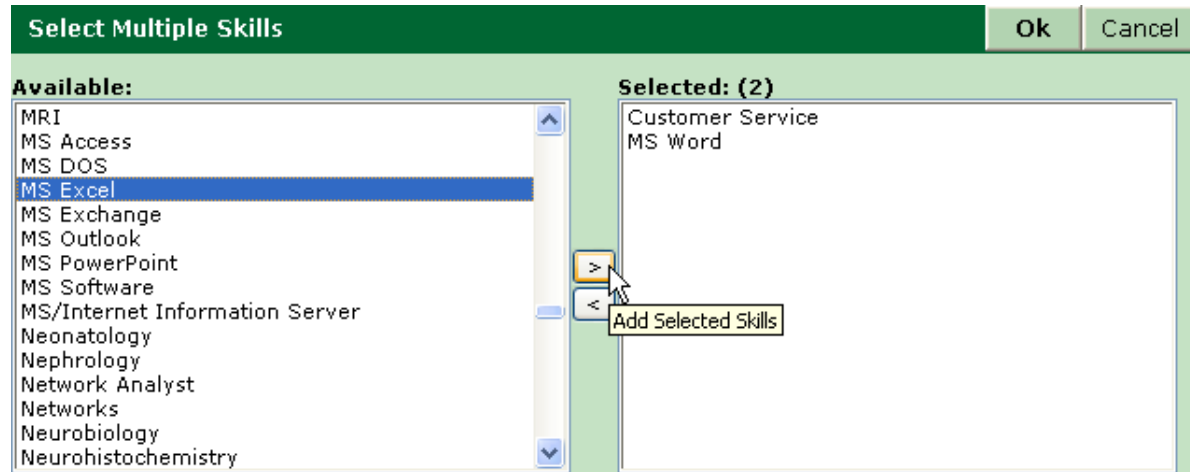 Select Multiple Skills
Ok
Cancel
Available:
MRI
MS Access
MS DOS
MS Excel
MS Exchange
MS Outlook
MS PowerPoint
MS Software
MS/Internet Information Server
Neonatology
Nephrology
Network Analyst
Networks
Neurobiology
Neurohistochemistry
>
<
Add Selected Skills
Selected: (2)
Customer Service
MS Word